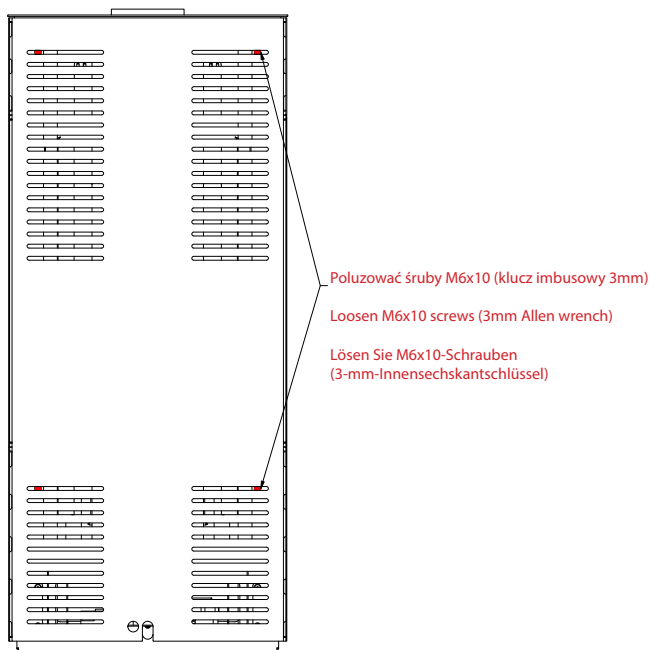 Poluzować śruby M6x10 (klucz imbusowy 3mm)
Loosen M6x10 screws (3mm Allen wrench)
Lösen Sie M6x10-Schrauben
(3-mm-Innensechskantschlüssel)